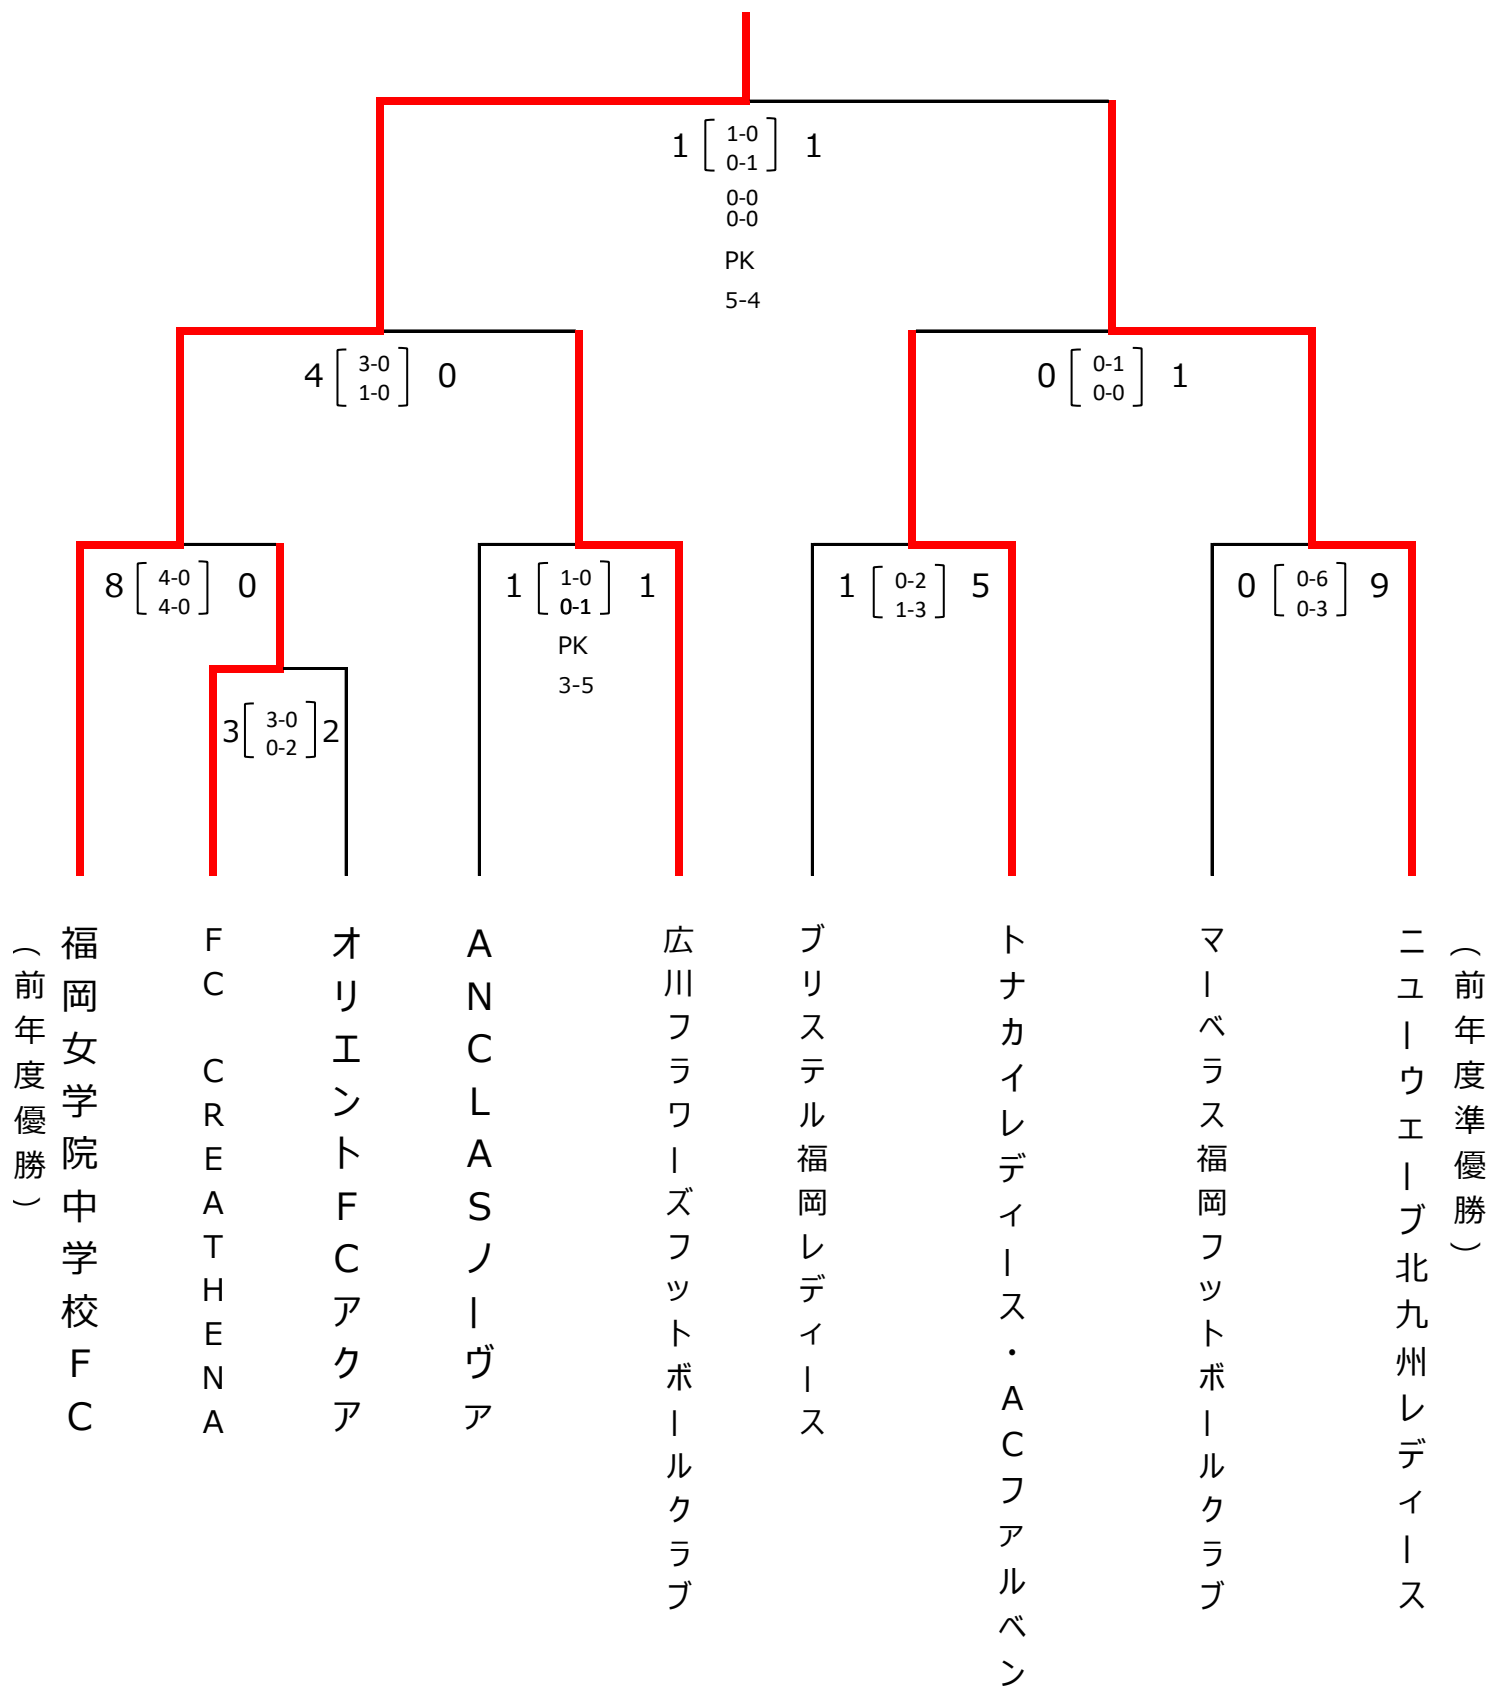 1 [ 1-0 ] 1
0-1
0-0
0-0
PK
5-4
4 [ 3-0 ] 0
1-0
0 [ 0-1 ] 1
0-0
8 [ 4-0 ] 0
4-0
1 [ 1-0 ] 1
0-1
PK
3-5
1 [ 0-2 ] 5
1-3
0 [ 0-6 ] 9
0-3
3 [ 3-0 ] 2
0-2
（前年度優勝）
福岡女学院中学校FC
FC CREATHENA
オリエントFCアクア
ANCLASノーヴァ
広川フラワーズフットボールクラブ
ブリステル福岡レディース
トナカイレディース・ACファルベン
マーベラス福岡フットボールクラブ
ニューウェーブ北九州レディース
（前年度準優勝）